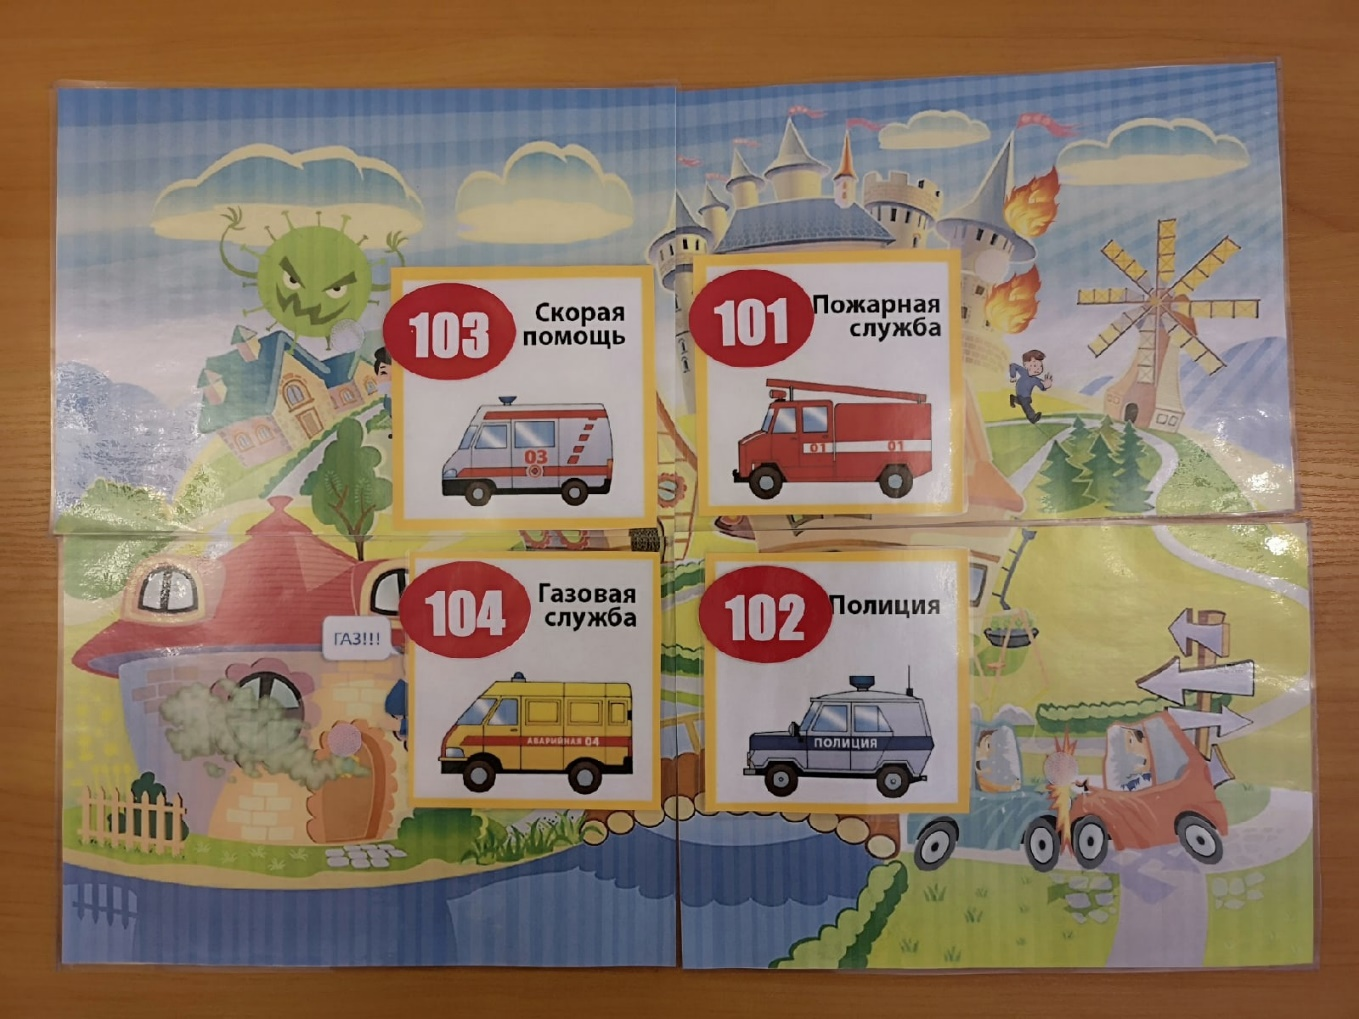 103
Скорая
помощь
03
101
Пожарная
служба
01 01
ГАЗ!!!
104
Газовая
служба
АВАРИЙНАЯ 04
102
Полиция
ПОЛИЦИЯ